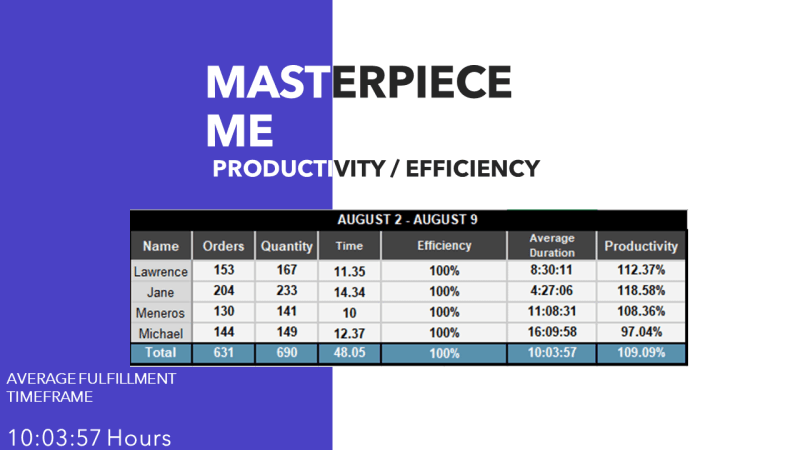 MASTERPIECE
ME
PRODUCTIVITY / EFFICIENCY
AUGUST 2 - AUGUST 9
Name Orders Quantity Time Efficiency Average Duration Productivity
Lawrence 153 167 11.35 100% 8:30:11 112.37%
Jane 204 233 14.34 100% 4:27:06 118.58%
Meneros 130 141 10 100% 11:08:31 108.36%
Michael 144 149 12.37 100% 16:09:58 97.04%
Total 631 690 48.05 100% 10:03:57 109.09%
AVERAGE FULFILLMENT
TIMEFRAME
10:03:57 Hours